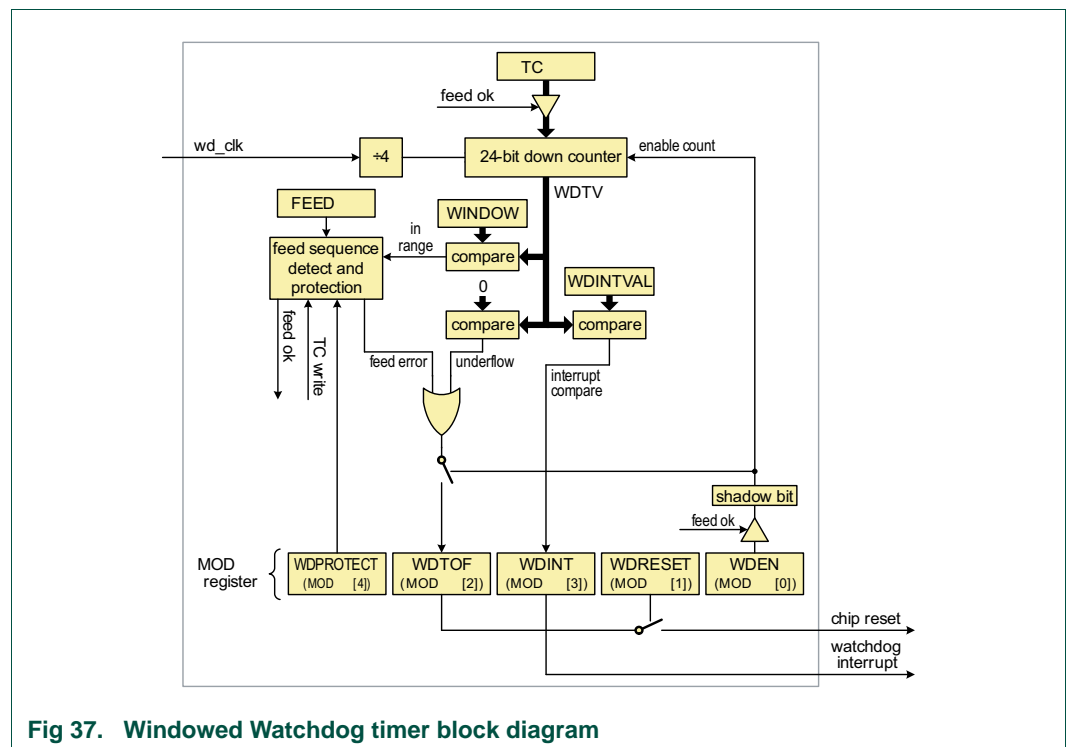 TC
feed ok
wd_clk
÷4
24-bit down counter
enable count
WDTV
FEED
WINDOW
in
range
feed sequence
detect and
protection
compare
WDINTVAL
0
compare
compare
feed ok
TC write
feed error
underflow
interrupt
compare
shadow bit
feed ok
MOD
register
WDPROTECT
(MOD [4])
WDTOF
(MOD [2])
WDINT
(MOD [3])
WDRESET
(MOD [1])
WDEN
(MOD [0])
chip reset
watchdog
interrupt
Fig 37. Windowed Watchdog timer block diagram